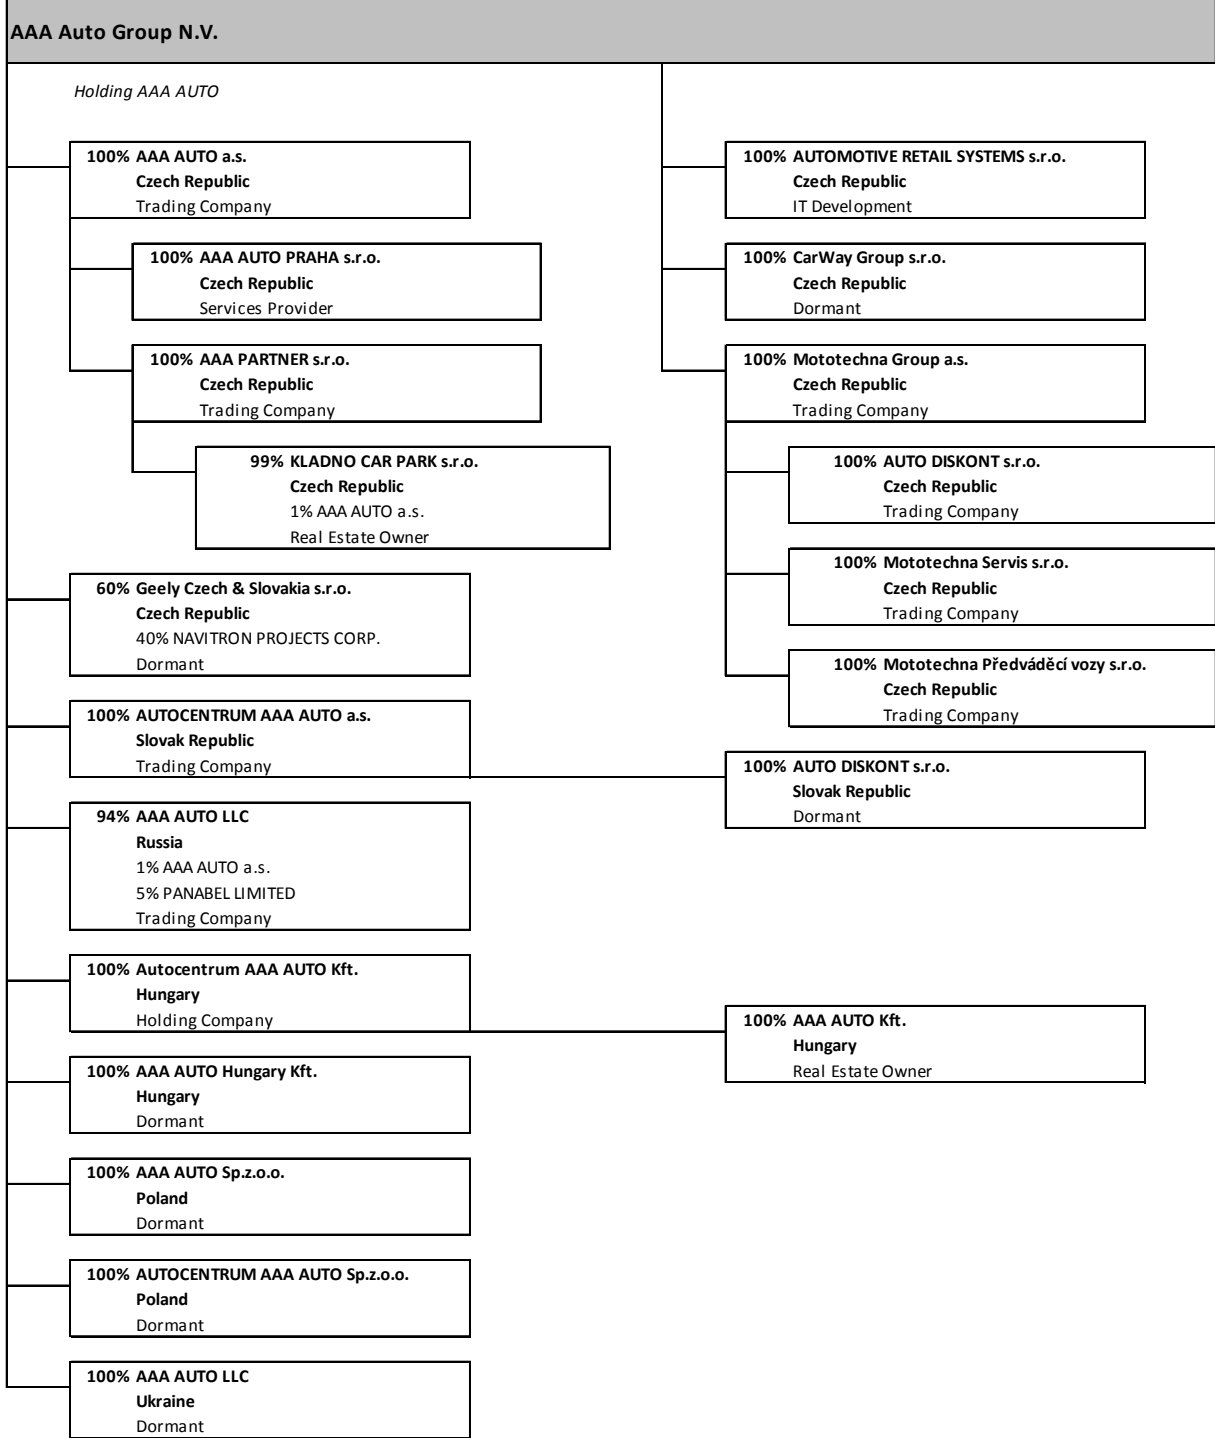 AAA Auto Group N.V.
Holding AAA AUTO
100% AAA AUTO a.s.
Czech Republic
Trading Company
100% AAA AUTO PRAHA s.r.o.
Czech Republic
Services Provider
100% AAA PARTNER s.r.o.
Czech Republic
Trading Company
99% KLADNO CAR PARK s.r.o.
Czech Republic
1% AAA AUTO a.s.
Real Estate Owner
60% Geely Czech & Slovakia s.r.o.
Czech Republic
40% NAVITRON PROJECTS CORP.
Dormant
100% AUTOCENTRUM AAA AUTO a.s.
Slovak Republic
Trading Company
94% AAA AUTO LLC
Russia
1% AAA AUTO a.s.
5% PANABEL LIMITED
Trading Company
100% Autocentrum AAA AUTO Kft.
Hungary
Holding Company
100% AAA AUTO Hungary Kft.
Hungary
Dormant
100% AAA AUTO Sp.z.o.o.
Poland
Dormant
100% AUTOCENTRUM AAA AUTO Sp.z.o.o.
Poland
Dormant
100% AAA AUTO LLC
Ukraine
Dormant
100% AUTOMOTIVE RETAIL SYSTEMS s.r.o.
Czech Republic
IT Development
100% CarWay Group s.r.o.
Czech Republic
Dormant
100% Mototechna Group a.s.
Czech Republic
Trading Company
100% AUTO DISKONT s.r.o.
Czech Republic
Trading Company
100% Mototechna Servis s.r.o.
Czech Republic
Trading Company
100% Mototechna Předváděcí vozy s.r.o.
Czech Republic
Trading Company
100% AUTO DISKONT s.r.o.
Slovak Republic
Dormant
100% AAA AUTO Kft.
Hungary
Real Estate Owner